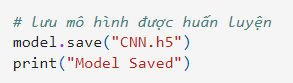 # lưu mô hình được huấn luyện
model.save("CNN.h5")
print("Model Saved")